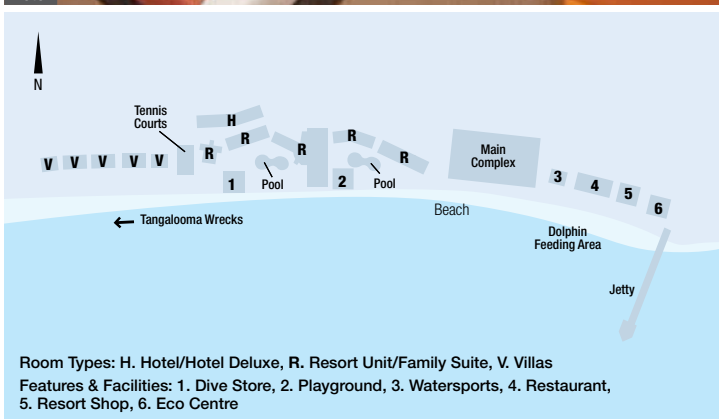 N
Tennis
Courts
H
R
R
R
R
R
V V V V V
Main
Complex
1
Pool
2
Pool
3
4
5
6
Beach
Tangalooma Wrecks
Dolphin
Feeding Area
Jetty
Room Types: H. Hotel/Hotel Deluxe, R. Resort Unit/Family Suite, V. Villas
Features & Facilities: 1. Dive Store, 2. Playground, 3. Watersports, 4. Restaurant,
5. Resort Shop, 6. Eco Centre